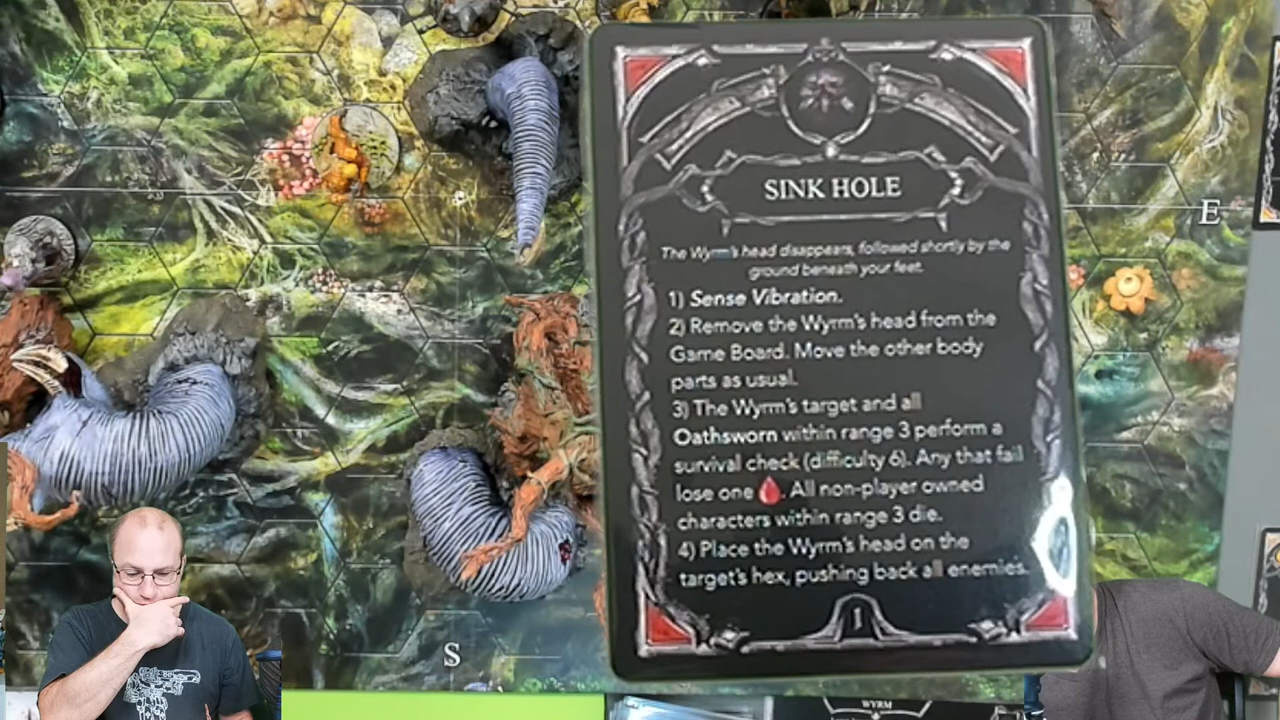 SINK HOLE
The Wyrm's head disappears, followed shortly by the
ground beneath your feet.
1) Sense Vibration.
2) Remove the Wyrm's head from the
Game Board. Move the other body
parts as usual.
3) The Wyrm's target and all
Oathsworn within range 3 perform a
survival check (difficulty 6). Any that fail
lose one . All non-player owned
characters within range 3 die.
4) Place the Wyrm's head on the
target's hex, pushing back all enemies.
1
E
S
WYRM